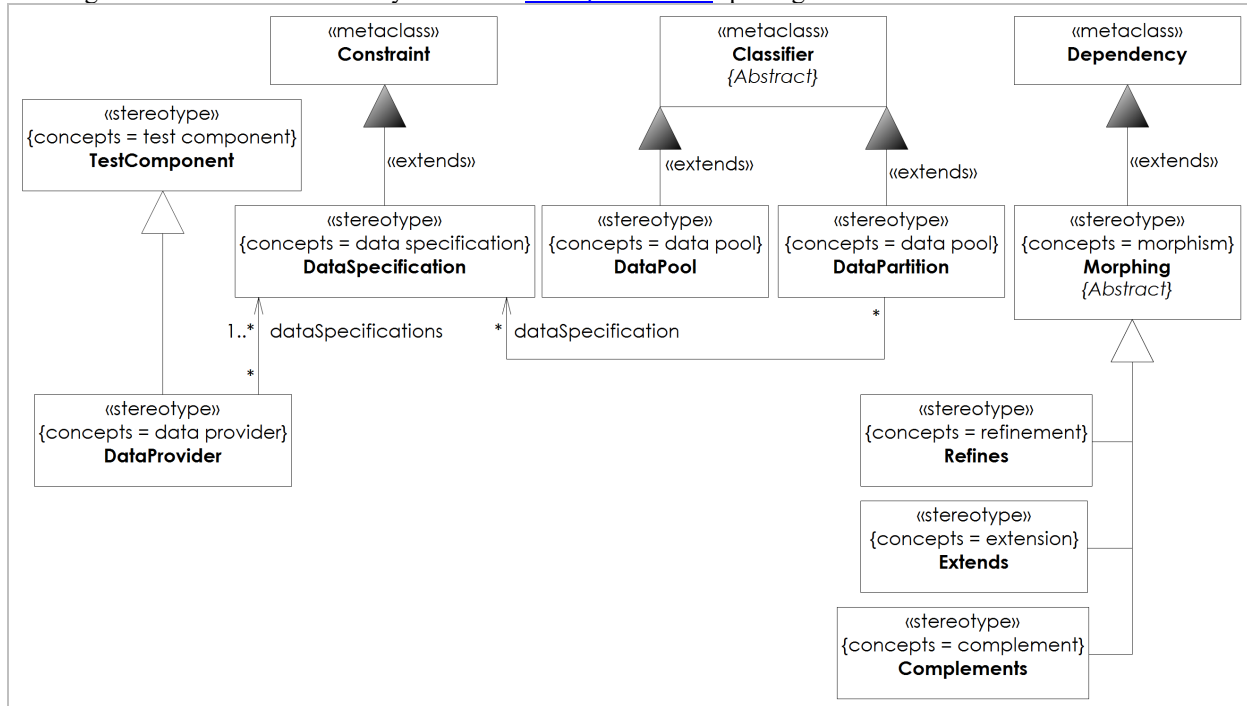 «metaclass»
Constraint
«metaclass»
Classifier
{Abstract}
«metaclass»
Dependency
«stereotype»
{concepts = test component}
TestComponent
«extends»
«extends»
«extends»
«extends»
«stereotype»
{concepts = data specification}
DataSpecification
«stereotype»
{concepts = data pool}
DataPool
«stereotype»
{concepts = data pool}
DataPartition
«stereotype»
{concepts = morphism}
Morphing
{Abstract}
1..* dataSpecifications
* dataSpecification
*
*
«stereotype»
{concepts = data provider}
DataProvider
«stereotype»
{concepts = refinement}
Refines
«stereotype»
{concepts = extension}
Extends
«stereotype»
{concepts = complement}
Complements